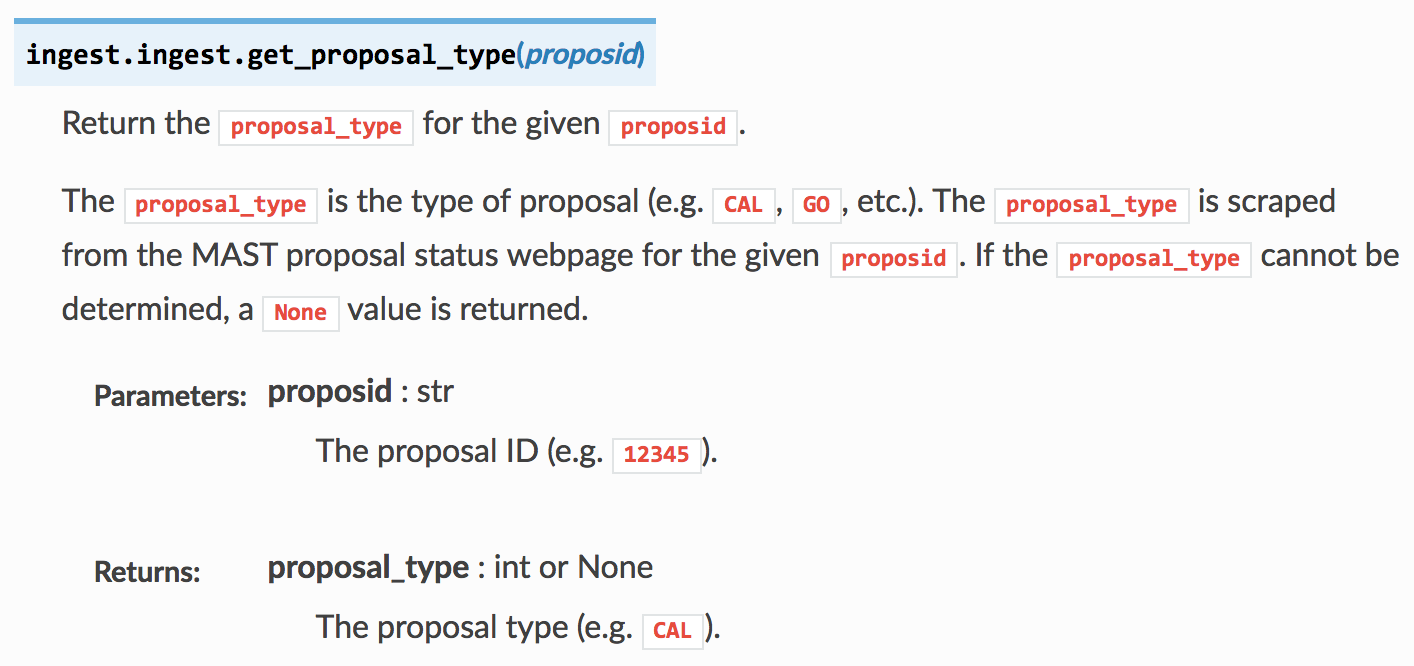 ingest.ingest.get_proposal_type(proposid)
Return the proposal_type for the given proposid.
The proposal_type is the type of proposal (e.g. CAL, GO, etc.). The proposal_type is scraped
from the MAST proposal status webpage for the given proposid. If the proposal_type cannot be
determined, a None value is returned.
Parameters: proposid : str
The proposal ID (e.g. 12345).
Returns: proposal_type : int or None
The proposal type (e.g. CAL).